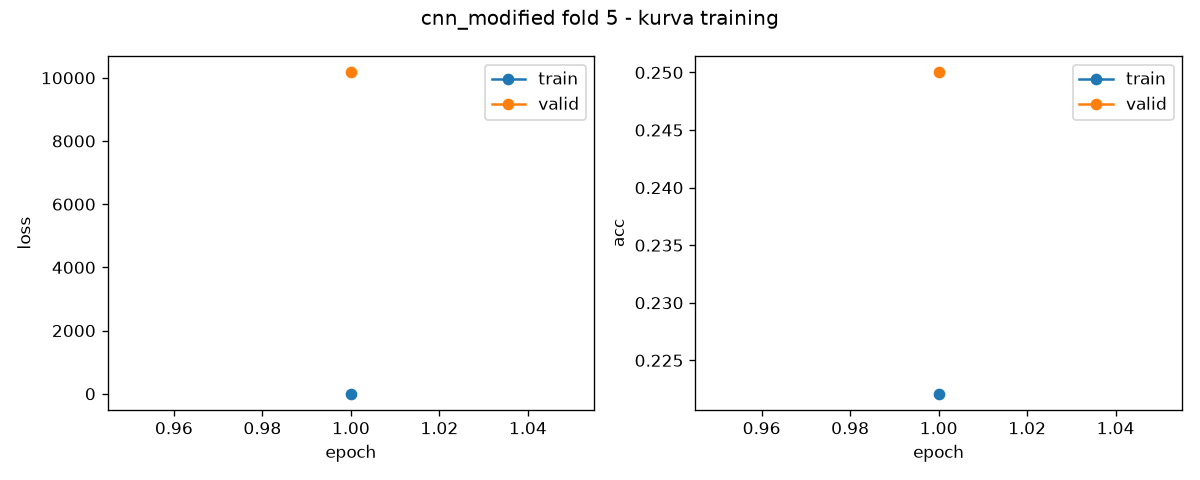 cnn_modified fold 5 - kurva training
10000
8000
6000
4000
2000
0
loss
0.96 0.98 1.00 1.02 1.04
epoch
train
valid
0.250
0.245
0.240
0.235
0.230
0.225
acc
0.96 0.98 1.00 1.02 1.04
epoch
train
valid